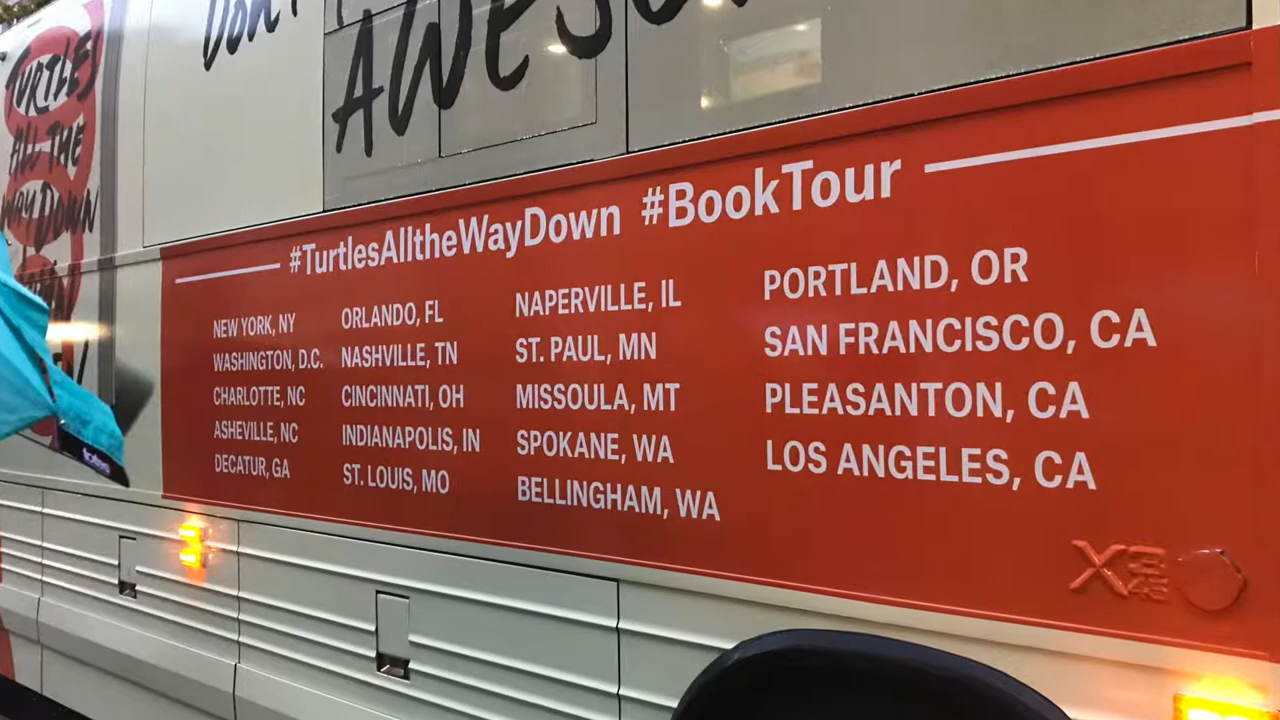 Don't
AWESO
TURTLES
ALL THE
WAY DOWN
#TurtlesAlltheWayDown #BookTour
NEW YORK, NY
WASHINGTON, D.C.
CHARLOTTE, NC
ASHEVILLE, NC
DECATUR, GA
ORLANDO, FL
NASHVILLE, TN
CINCINNATI, OH
INDIANAPOLIS, IN
ST. LOUIS, MO
NAPERVILLE, IL
ST. PAUL, MN
MISSOULA, MT
SPOKANE, WA
BELLINGHAM, WA
PORTLAND, OR
SAN FRANCISCO, CA
PLEASANTON, CA
LOS ANGELES, CA